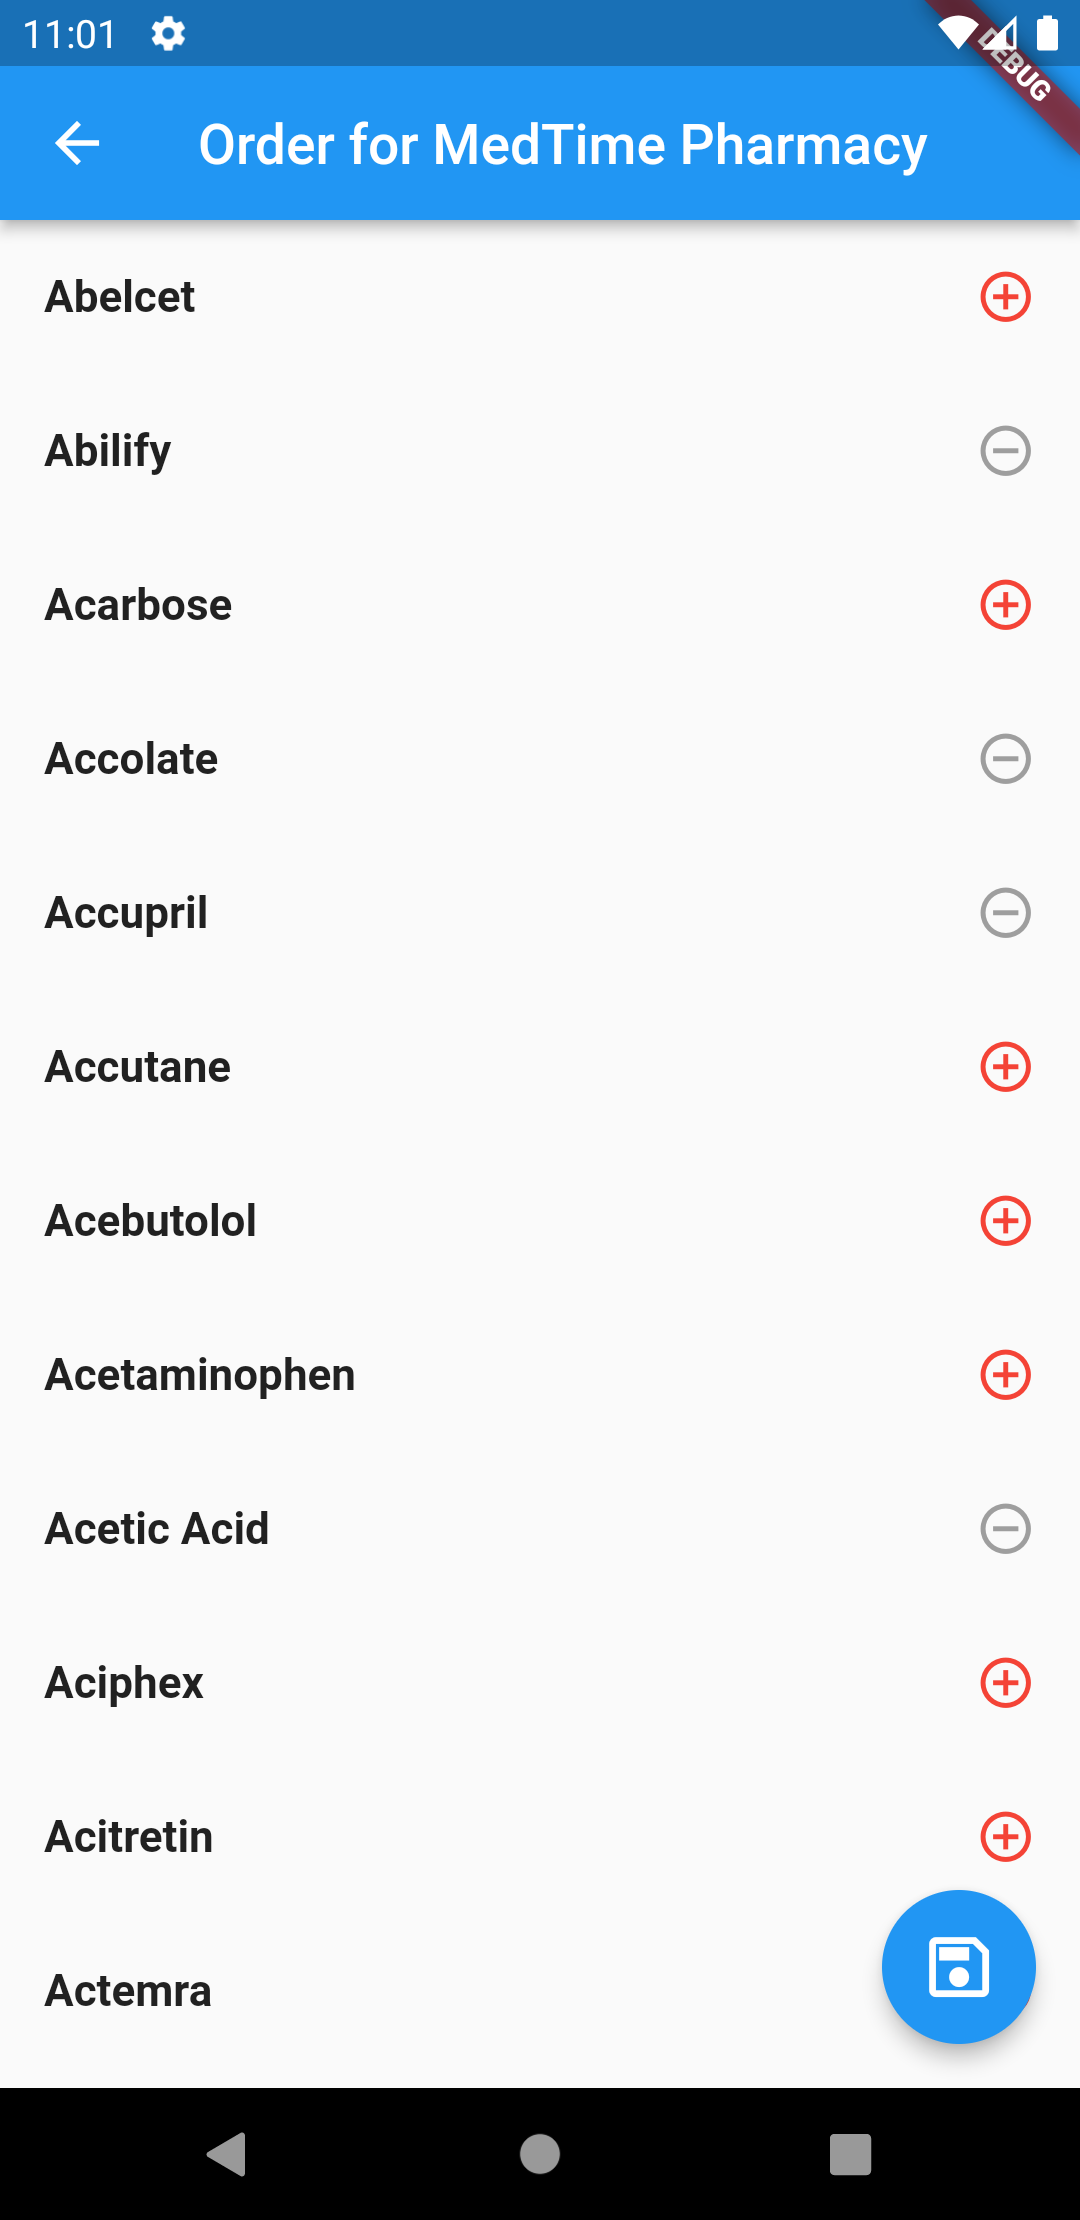 11:01
DEBUG
Order for MedTime Pharmacy
Abelcet
Abilify
Acarbose
Accolate
Accupril
Accutane
Acebutolol
Acetaminophen
Acetic Acid
Aciphex
Acitretin
Actemra